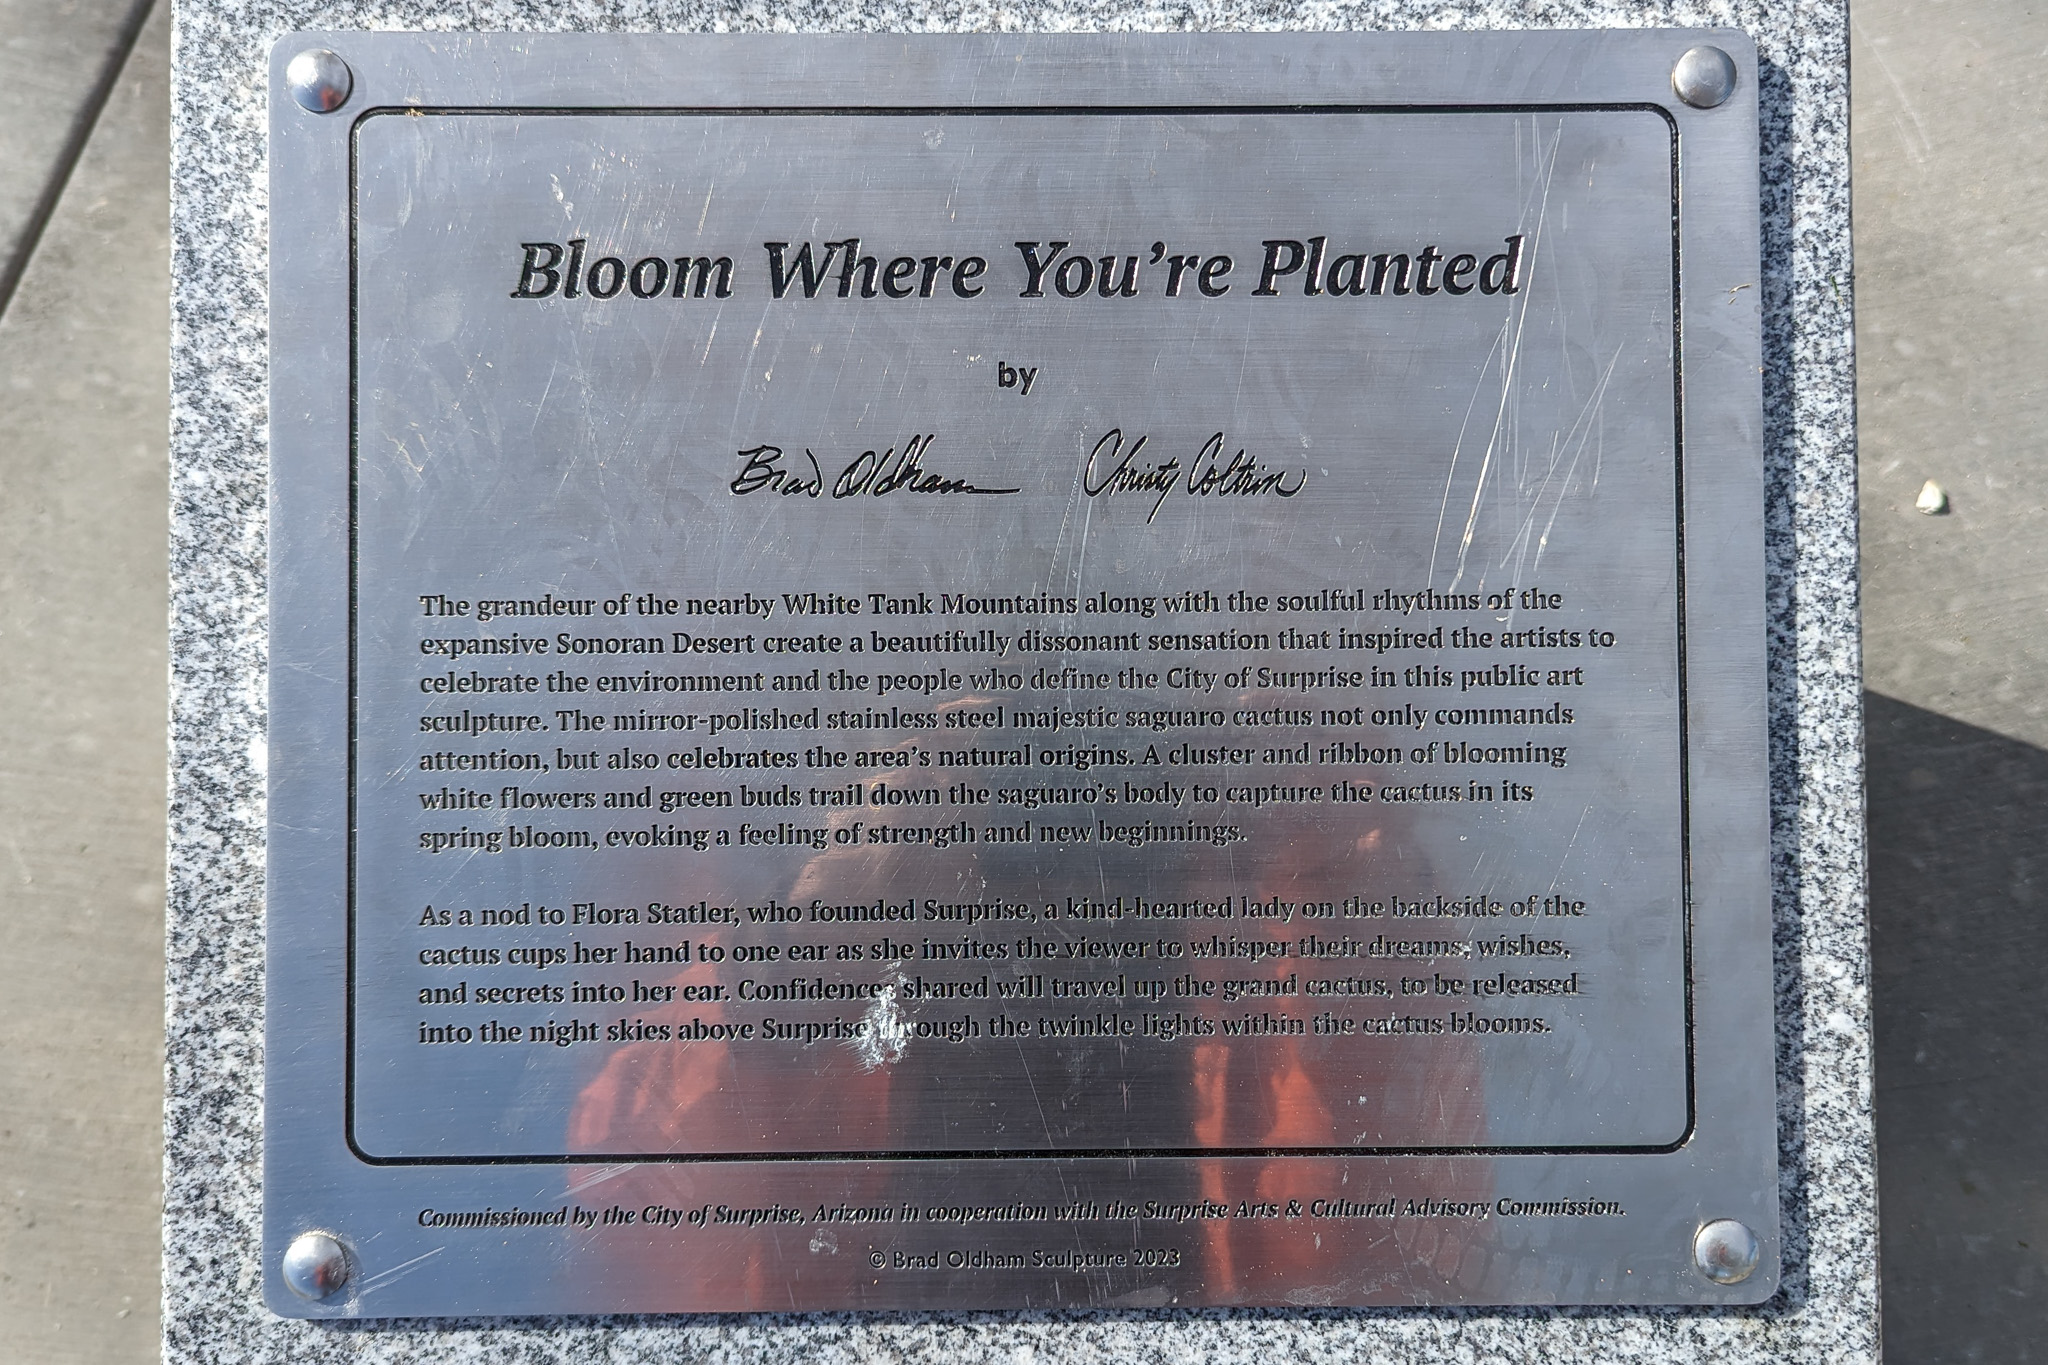 Bloom Where You're Planted
by
Brad Oldham Christy Coltrin
The grandeur of the nearby White Tank Mountains along with the soulful rhythms of the
expansive Sonoran Desert create a beautifully dissonant sensation that inspired the artists to
celebrate the environment and the people who define the City of Surprise in this public art
sculpture. The mirror-polished stainless steel majestic saguaro cactus not only commands
attention, but also celebrates the area's natural origins. A cluster and ribbon of blooming
white flowers and green buds trail down the saguaro's body to capture the cactus in its
spring bloom, evoking a feeling of strength and new beginnings.
As a nod to Flora Statler, who founded Surprise, a kind-hearted lady on the backside of the
cactus cups her hand to one ear as she invites the viewer to whisper their dreams, wishes,
and secrets into her ear. Confidences shared will travel up the grand cactus, to be released
into the night skies above Surprise through the twinkle lights within the cactus blooms.
Commissioned by the City of Surprise, Arizona in cooperation with the Surprise Arts & Cultural Advisory Commission.
© Brad Oldham Sculpture 2023